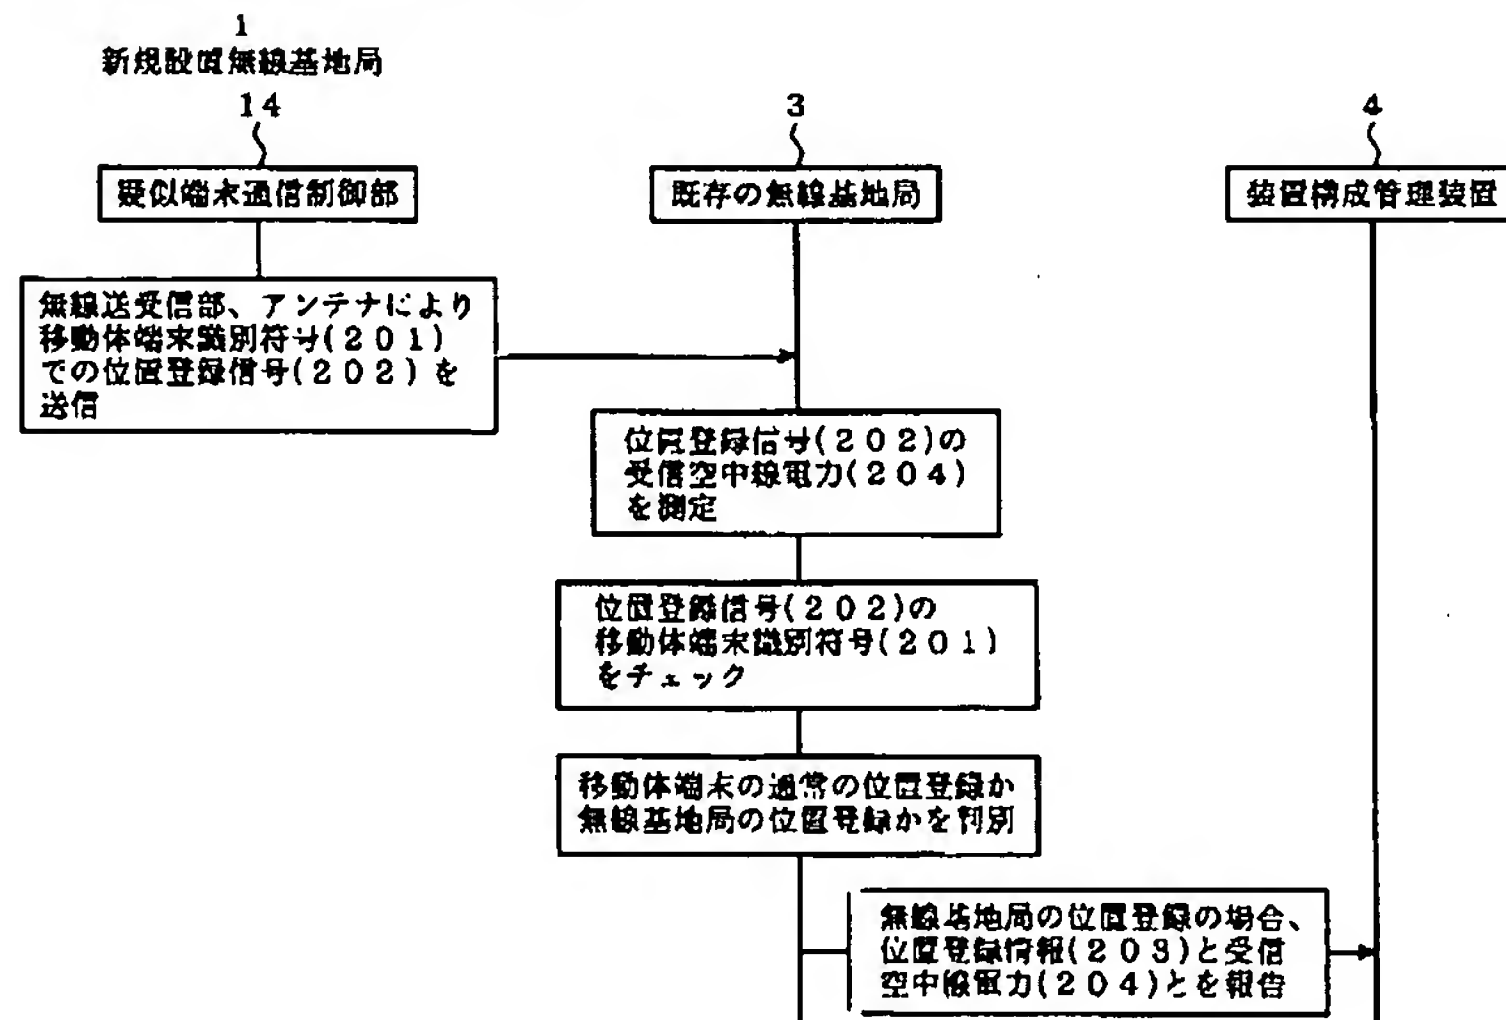 1
新規設置無線基地局
14
疑似端末通信制御部
3
既存の無線基地局
4
装置構成管理装置
無線送受信部、アンテナにより
移動体端末識別符号(201)
での位置登録信号(202)を
送信
位置登録信号(202)の
受信空中線電力(204)
を測定
位置登録信号(202)の
移動体端末識別符号(201)
をチェック
移動体端末の通常の位置登録か
無線基地局の位置登録かを判別
無線基地局の位置登録の場合、
位置登録情報(203)と受信
空中線電力(204)とを報告